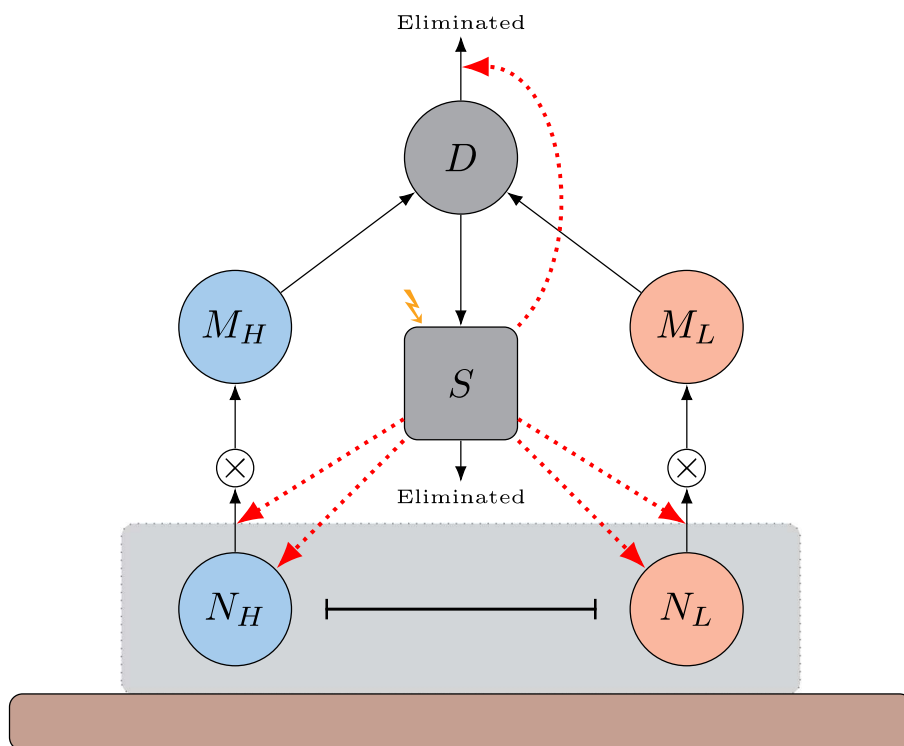 Eliminated
D
M_H
M_L
S
Eliminated
N_H
N_L